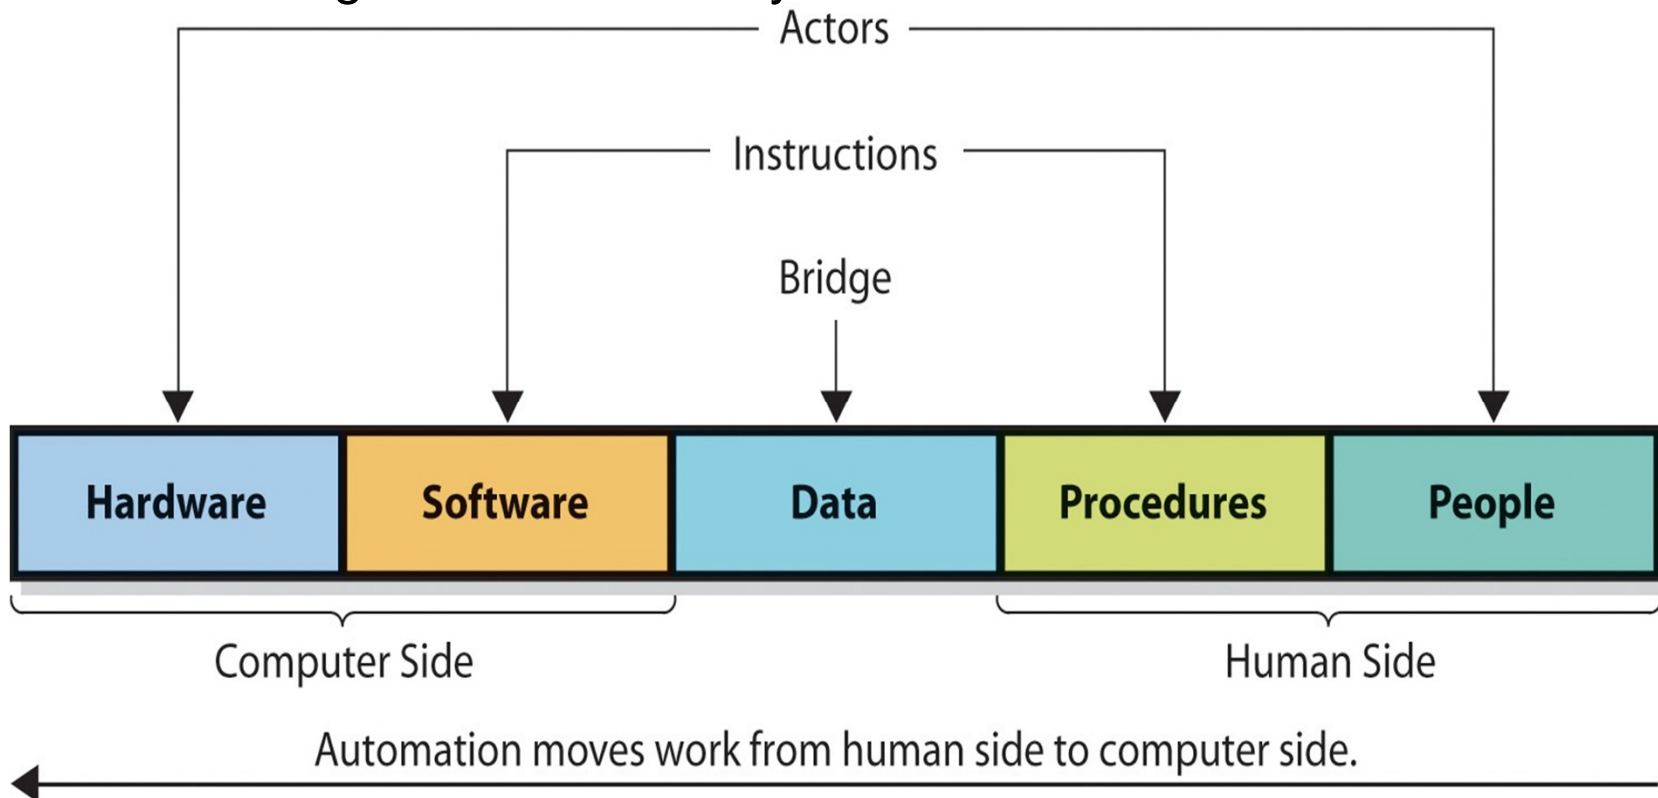 Actors
Instructions
Bridge
Hardware Software Data Procedures People
Computer Side Human Side
Automation moves work from human side to computer side.